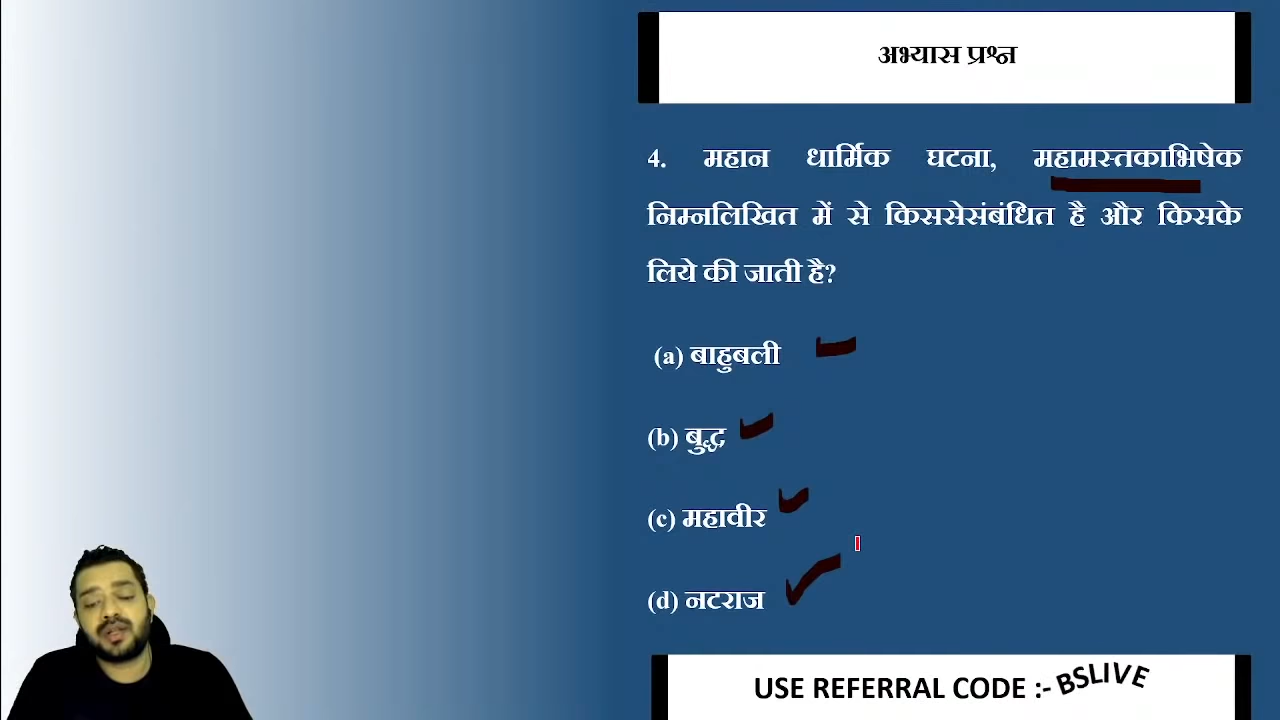 अभ्यास प्रश्न
4. महान धार्मिक घटना, महामस्तकाभिषेक
निम्नलिखित में से किससेसंबंधित है और किसके
लिये की जाती है?
(a) बाहुबली
(b) बुद्ध
(c) महावीर
(d) नटराज
USE REFERRAL CODE :- BSLIVE